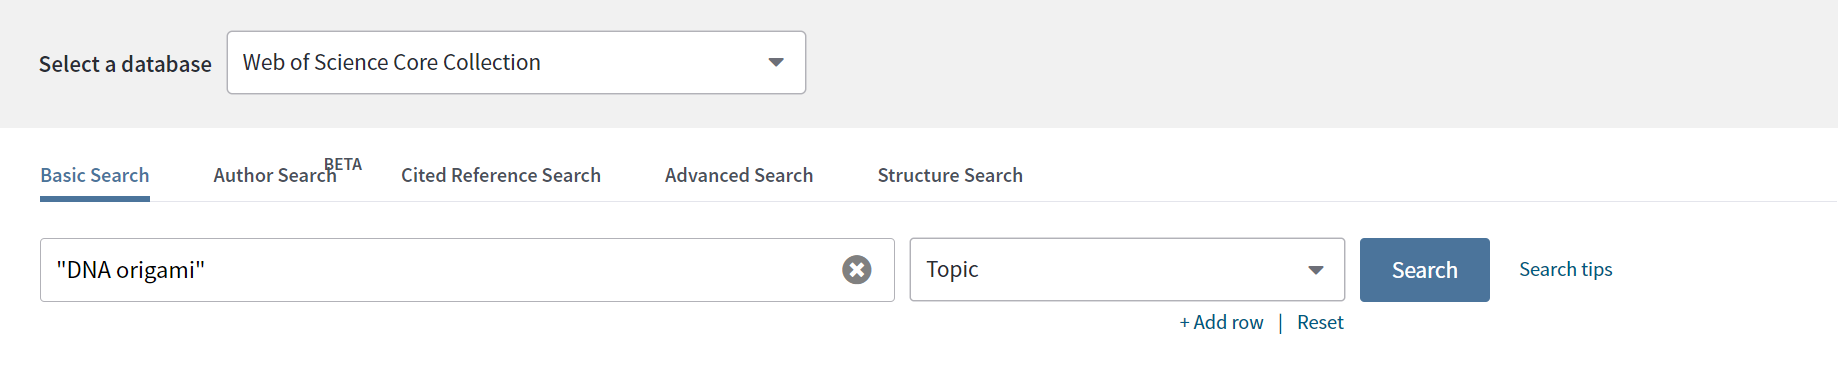 Select a database Web of Science Core Collection
Basic Search Author Search BETA Cited Reference Search Advanced Search Structure Search
"DNA origami" Topic Search Search tips
+ Add row | Reset